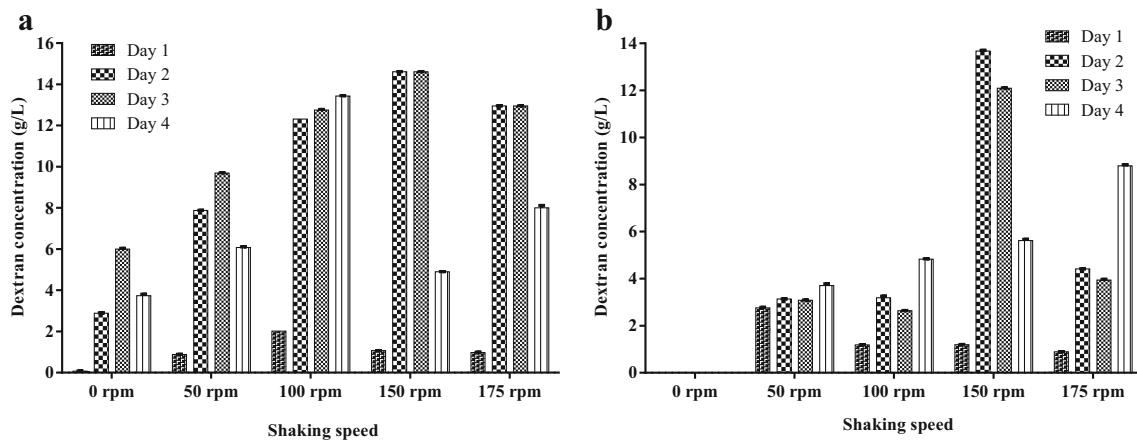 a
Day 1
Day 2
Day 3
Day 4
Dextran concentration (g/L)
16
14
12
10
8
6
4
2
0
0 rpm 50 rpm 100 rpm 150 rpm 175 rpm
Shaking speed
b
Day 1
Day 2
Day 3
Day 4
Dextran concentration (g/L)
14
12
10
8
6
4
2
0
0 rpm 50 rpm 100 rpm 150 rpm 175 rpm
Shaking speed